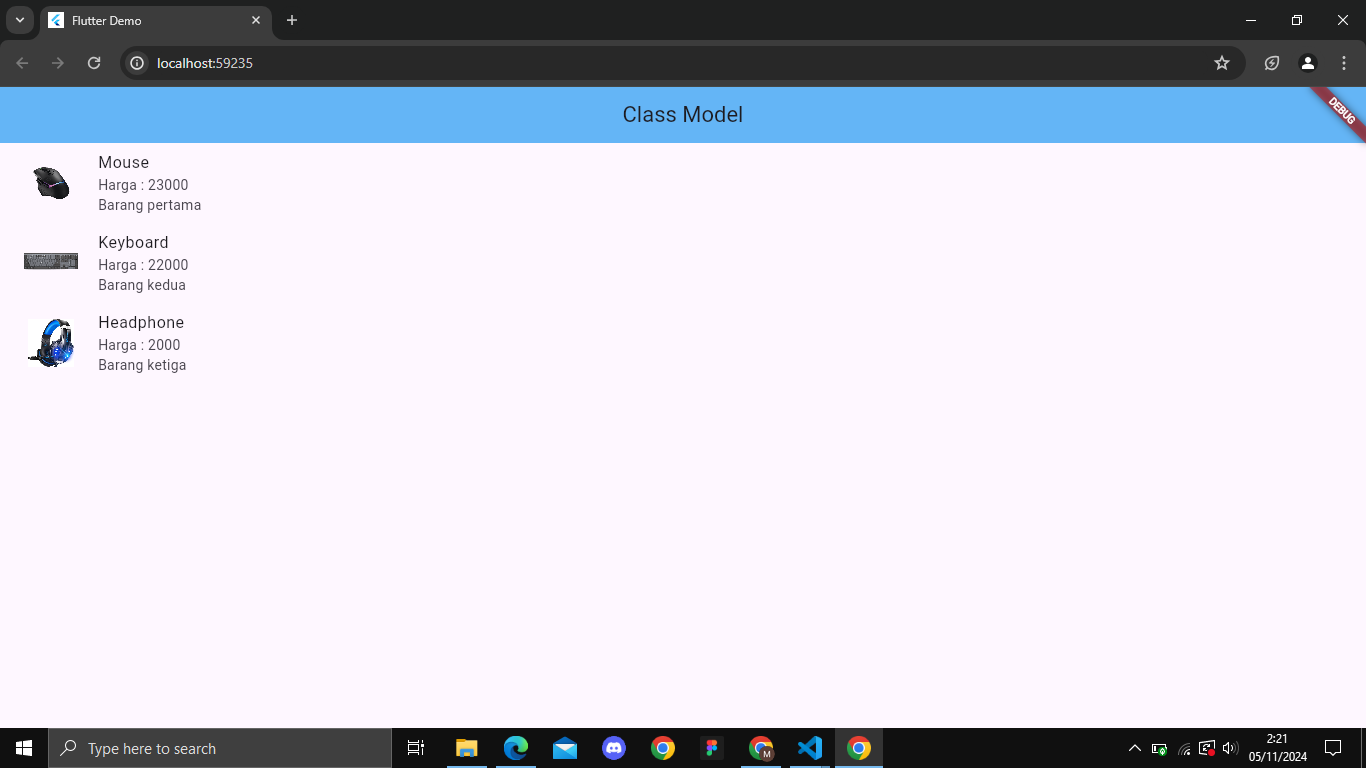 Flutter Demo
localhost:59235
Class Model
DEBUG
Mouse
Harga : 23000
Barang pertama
Keyboard
Harga : 22000
Barang kedua
Headphone
Harga : 2000
Barang ketiga
Type here to search
M
2:21
05/11/2024